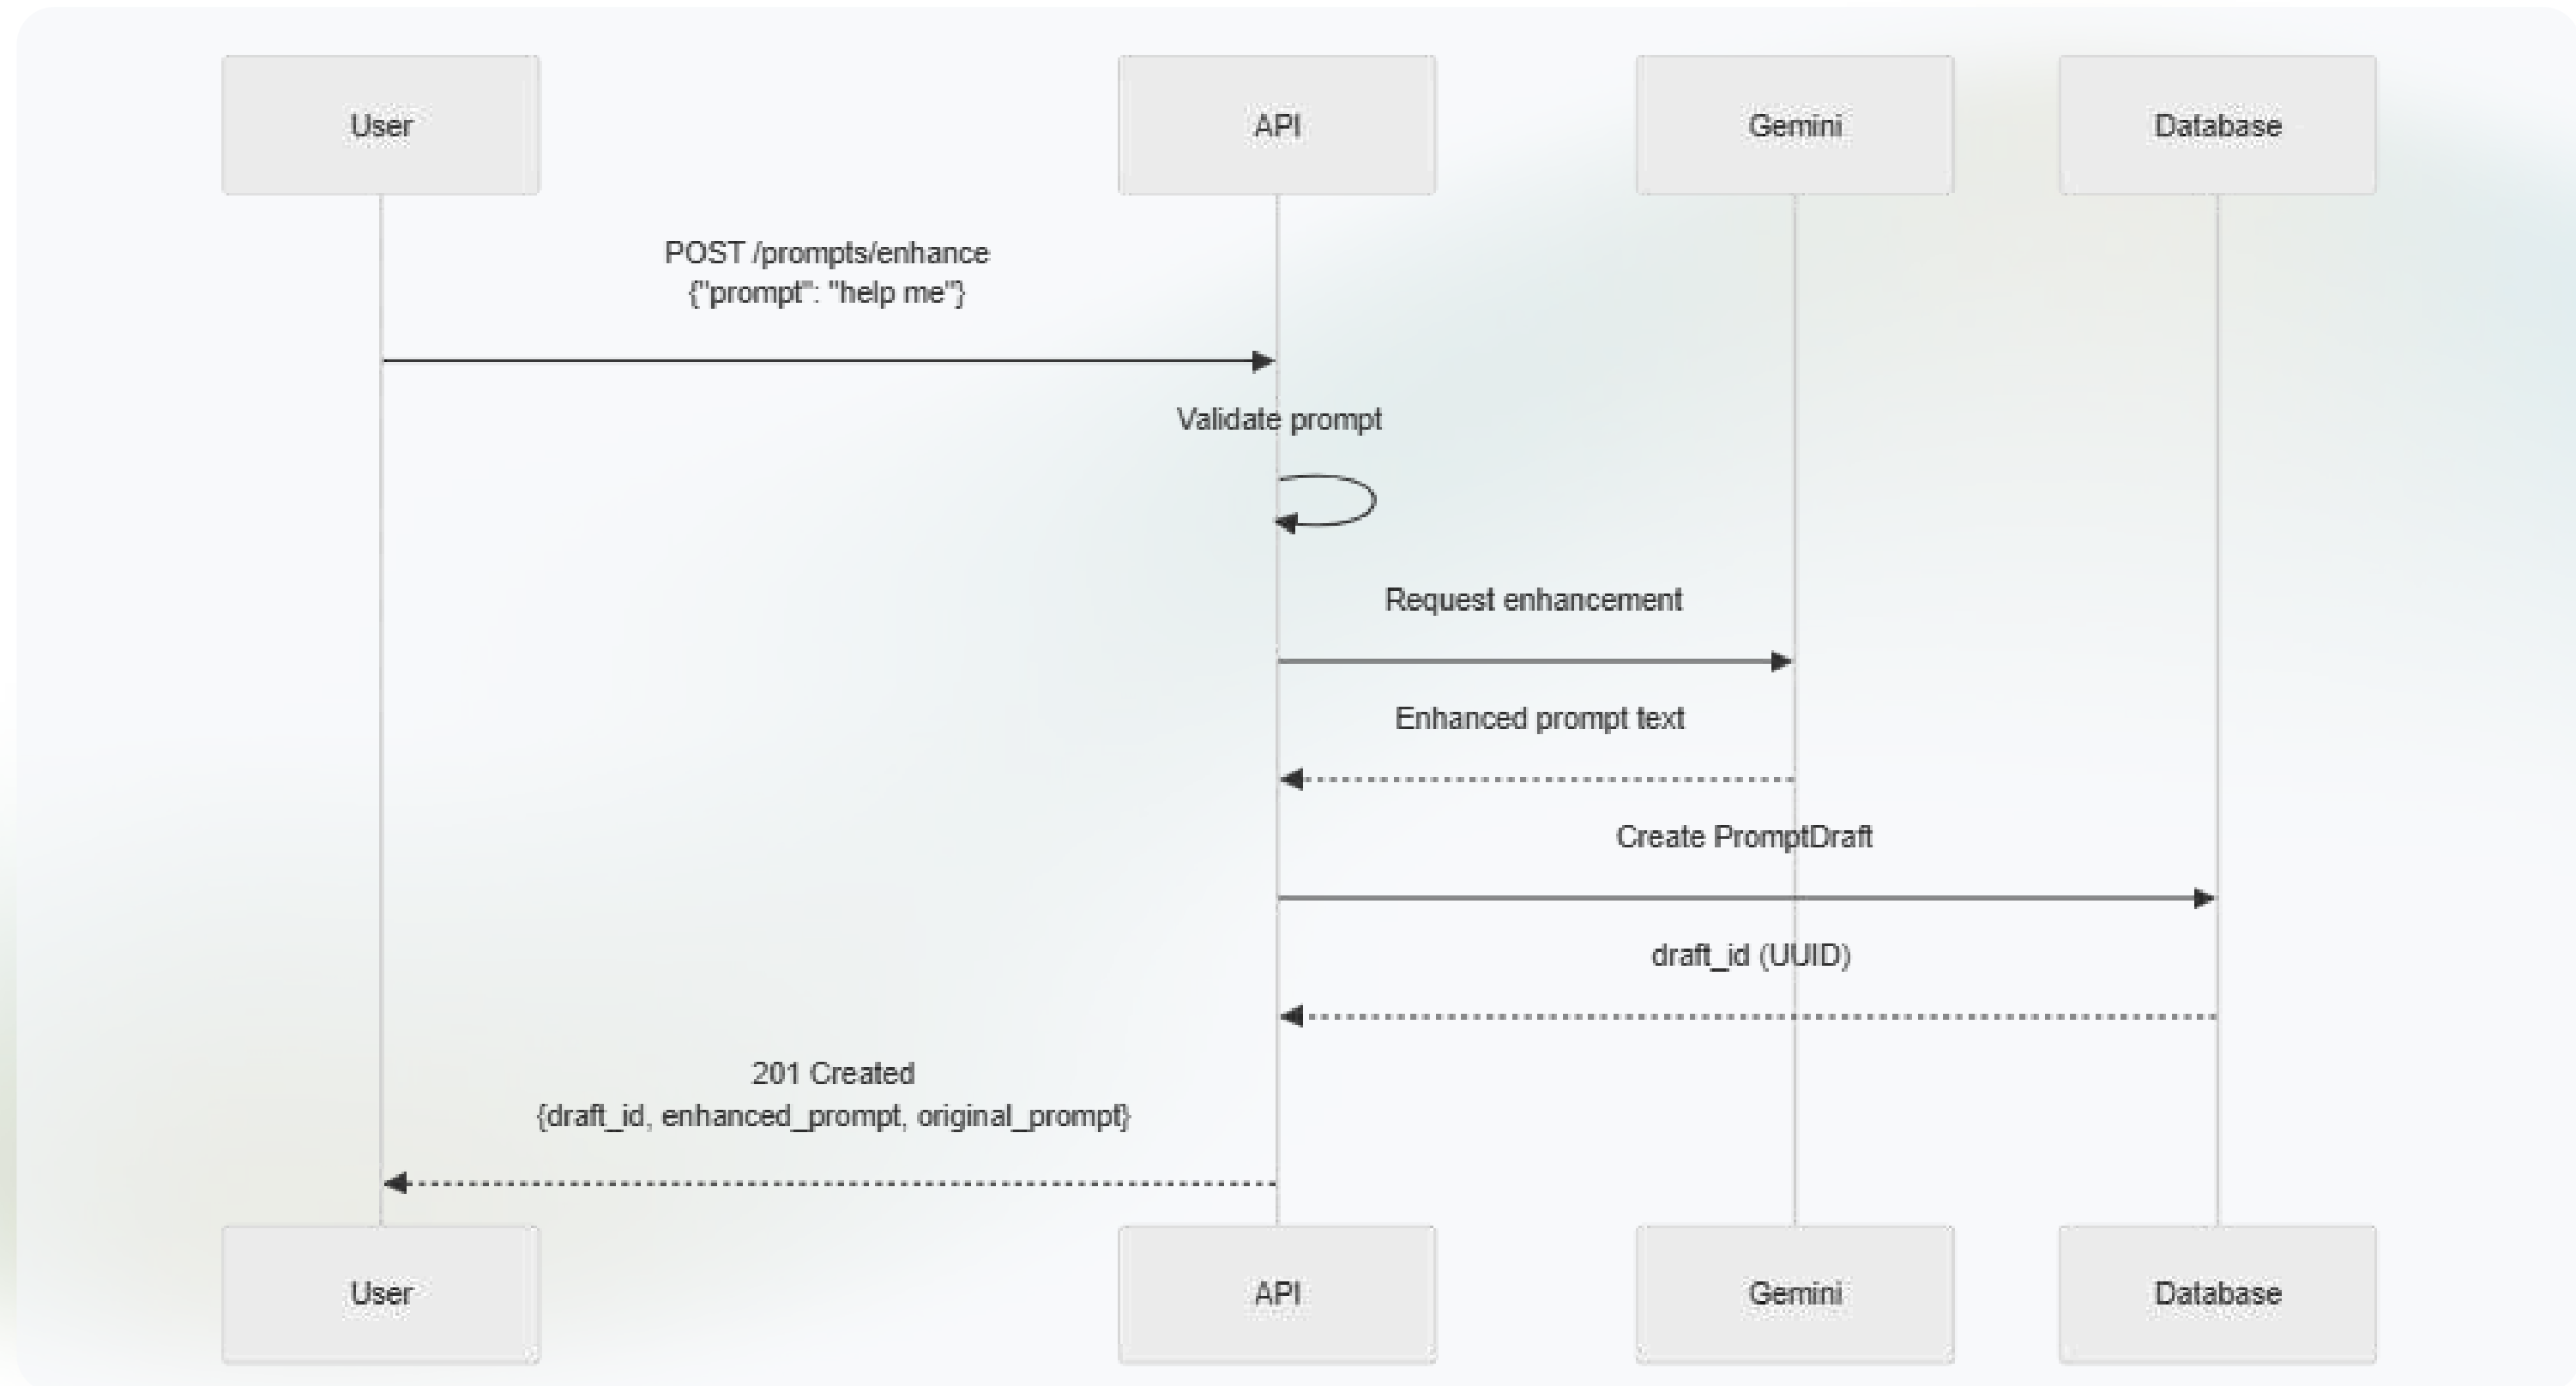 User
API
Gemini
Database
POST /prompts/enhance
{"prompt": "help me"}
Validate prompt
Request enhancement
Enhanced prompt text
Create PromptDraft
draft_id (UUID)
201 Created
{draft_id, enhanced_prompt, original_prompt}
User
API
Gemini
Database